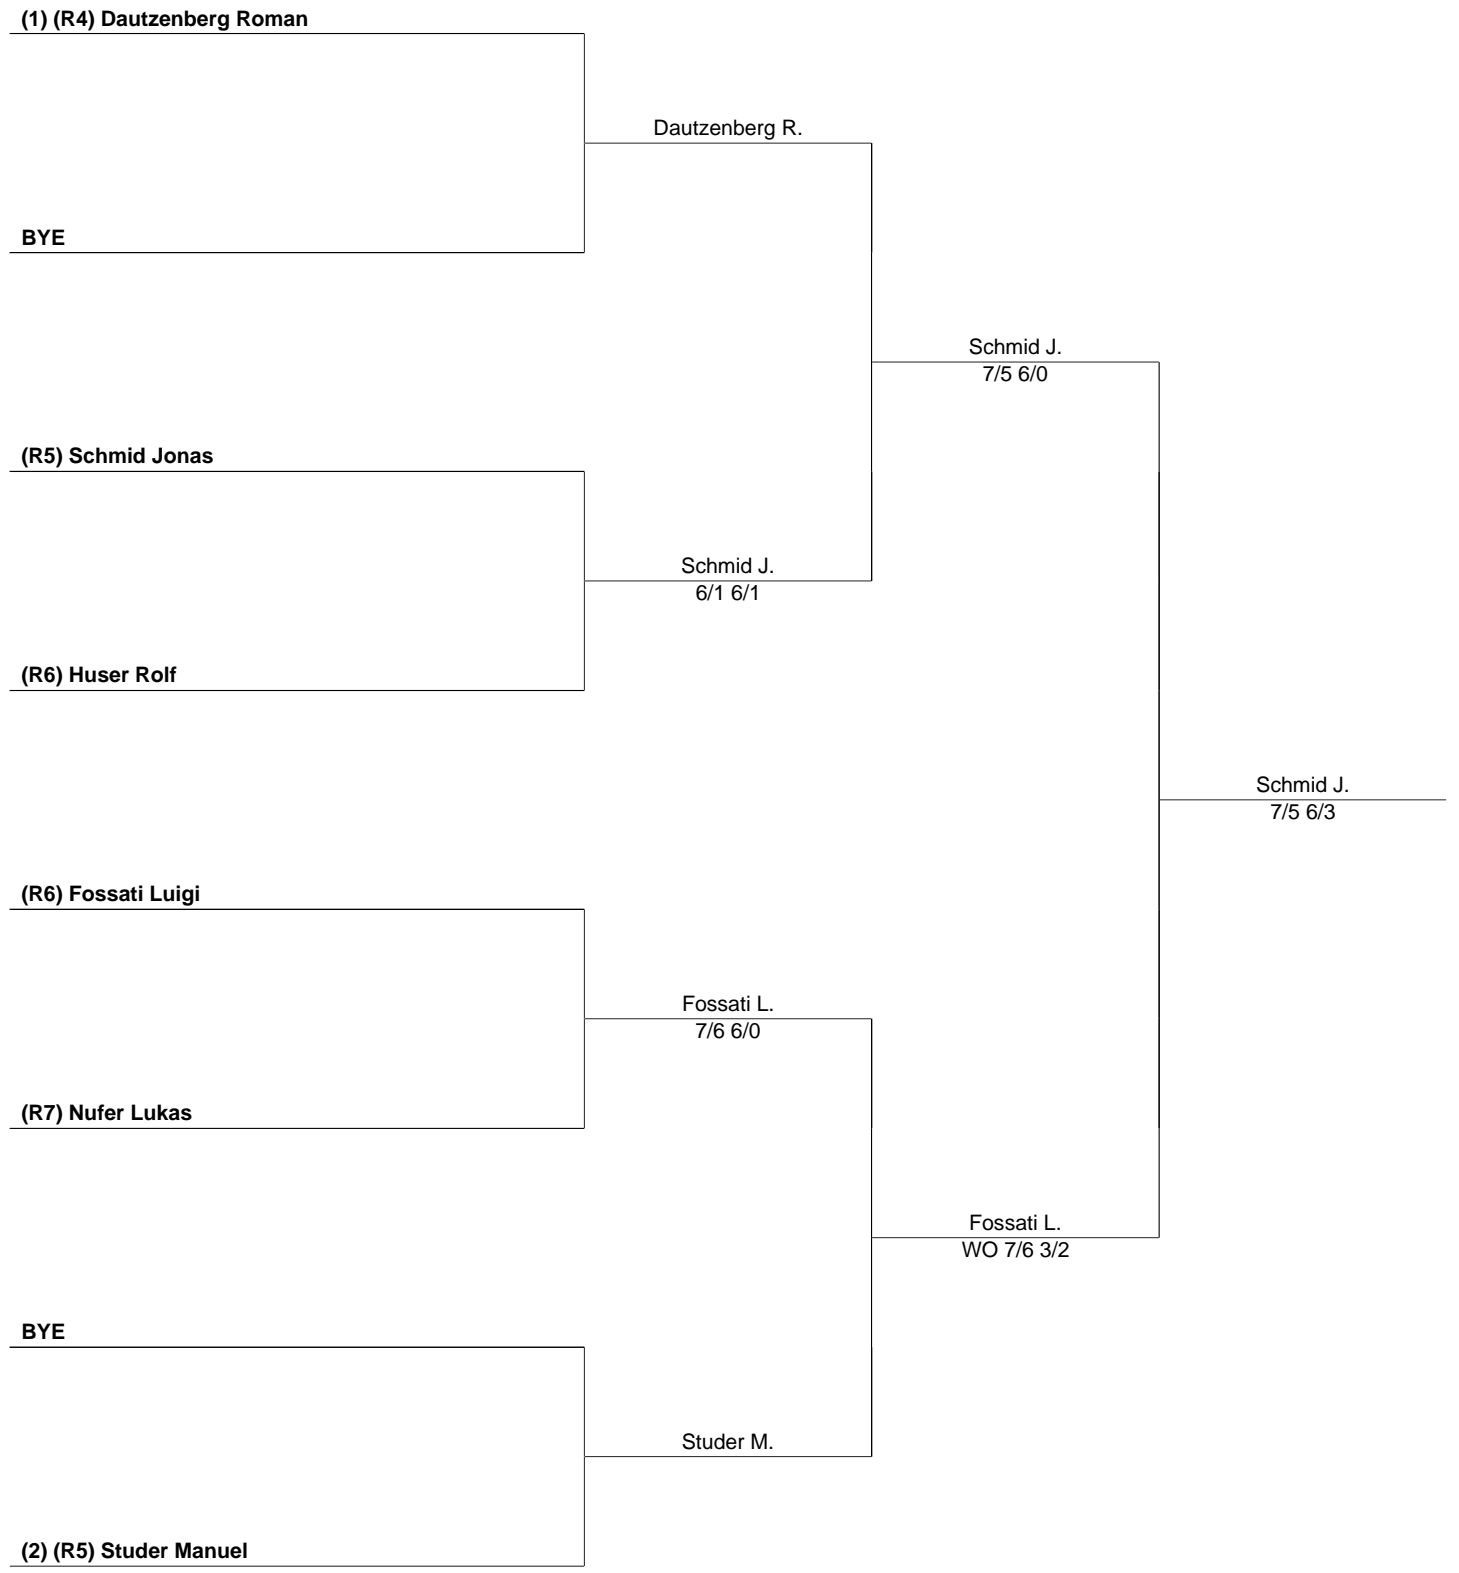 (1) (R4) Dautzenberg Roman
Dautzenberg R.
BYE
Schmid J.
7/5 6/0
(R5) Schmid Jonas
Schmid J.
6/1 6/1
(R6) Huser Rolf
Schmid J.
7/5 6/3
(R6) Fossati Luigi
Fossati L.
7/6 6/0
(R7) Nufer Lukas
Fossati L.
WO 7/6 3/2
BYE
Studer M.
(2) (R5) Studer Manuel